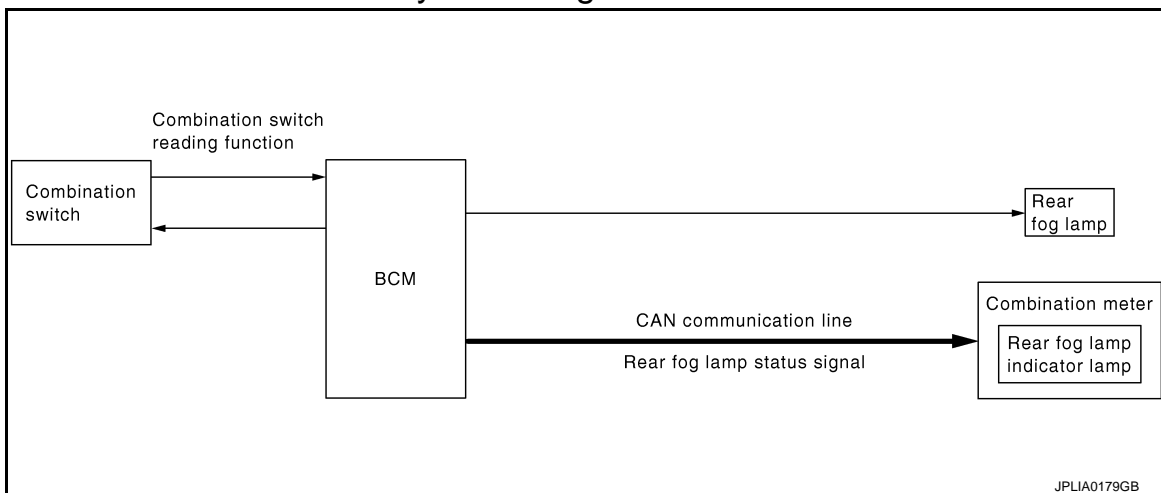 Combination switch
reading function
Combination
switch
BCM
Rear
fog lamp
CAN communication line
Rear fog lamp status signal
Combination meter
Rear fog lamp
indicator lamp
JPLIA0179GB